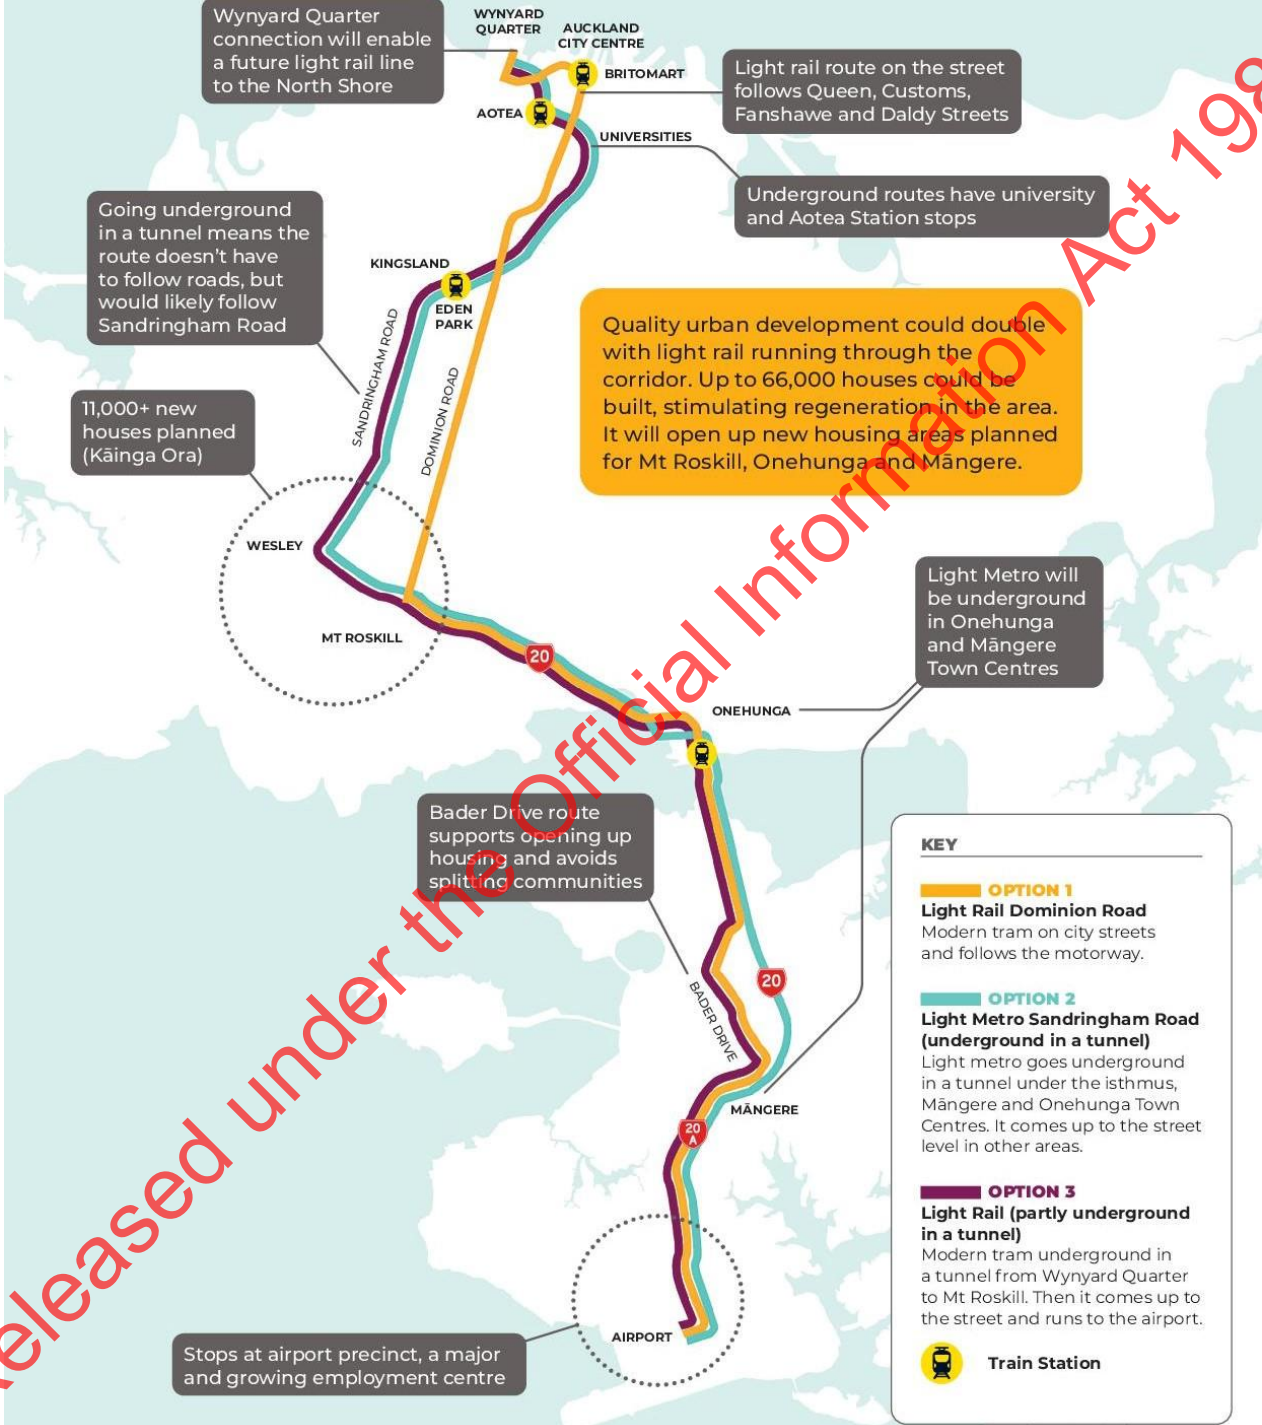 Wynyard Quarter
connection will enable
a future light rail line
to the North Shore
WYNYARD
QUARTER
AUCKLAND
CITY CENTRE
BRITOMART
Light rail route on the street
follows Queen, Customs,
Fanshawe and Daldy Streets
AOTEA
UNIVERSITIES
Underground routes have university
and Aotea Station stops
Going underground
in a tunnel means the
route doesn't have
to follow roads, but
would likely follow
Sandringham Road
KINGSLAND
EDEN
PARK
SANDRINGHAM ROAD
DOMINION ROAD
Quality urban development could double
with light rail running through the
corridor. Up to 66,000 houses could be
built, stimulating regeneration in the area.
It will open up new housing areas planned
for Mt Roskill, Onehunga and Māngere.
11,000+ new
houses planned
(Kāinga Ora)
WESLEY
MT ROSKILL
20
Light Metro will
be underground
in Onehunga
and Māngere
Town Centres
ONEHUNGA
Bader Drive route
supports opening up
housing and avoids
splitting communities
BADER DRIVE
20
MĀNGERE
20
A
AIRPORT
Stops at airport precinct, a major
and growing employment centre
KEY
OPTION 1
Light Rail Dominion Road
Modern tram on city streets
and follows the motorway.
OPTION 2
Light Metro Sandringham Road
(underground in a tunnel)
Light metro goes underground
in a tunnel under the isthmus,
Māngere and Onehunga Town
Centres. It comes up to the street
level in other areas.
OPTION 3
Light Rail (partly underground
in a tunnel)
Modern tram underground in
a tunnel from Wynyard Quarter
to Mt Roskill. Then it comes up to
the street and runs to the airport.
Train Station
Released under the Official Information Act 198